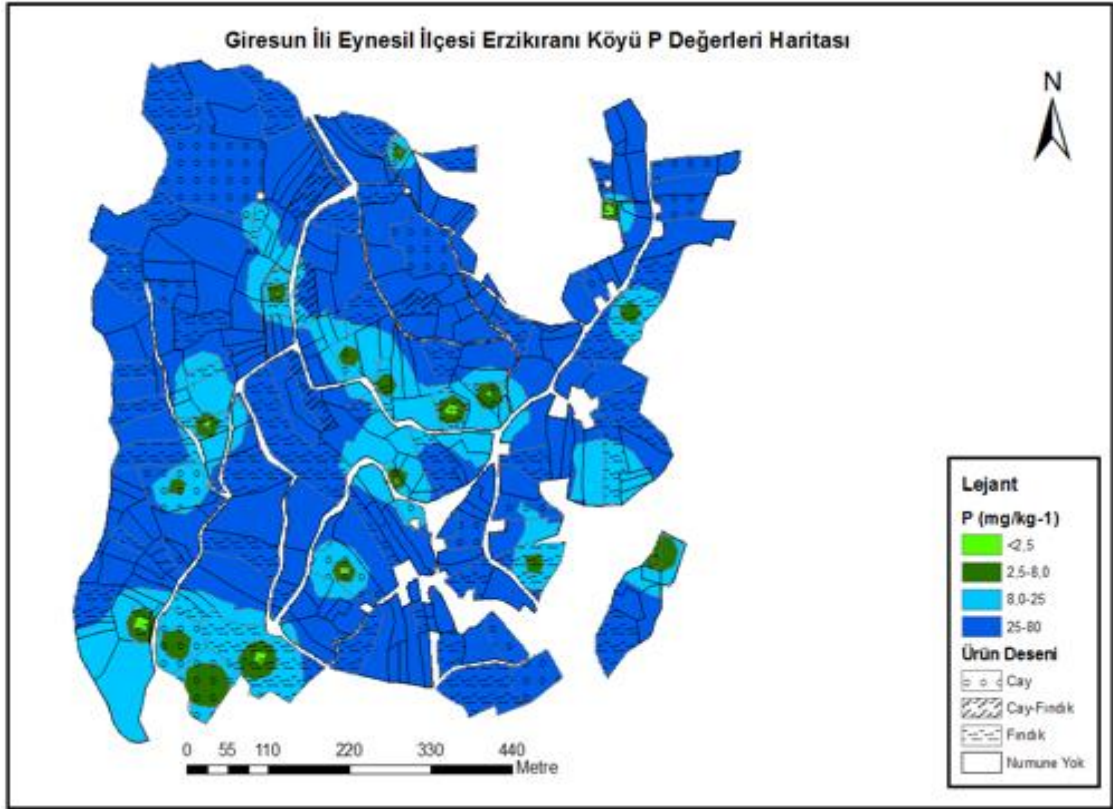 Giresun İli Eynesil İlçesi Erzikıranı Köyü P Değerleri Haritası
N
Lejant
P (mg/kg-1)
<2,5
2,5-8,0
8,0-25
25-80
Ürün Deseni
Cay
Cay-Fındık
Fındık
Numune Yok
0 55 110 220 330 440
Metre